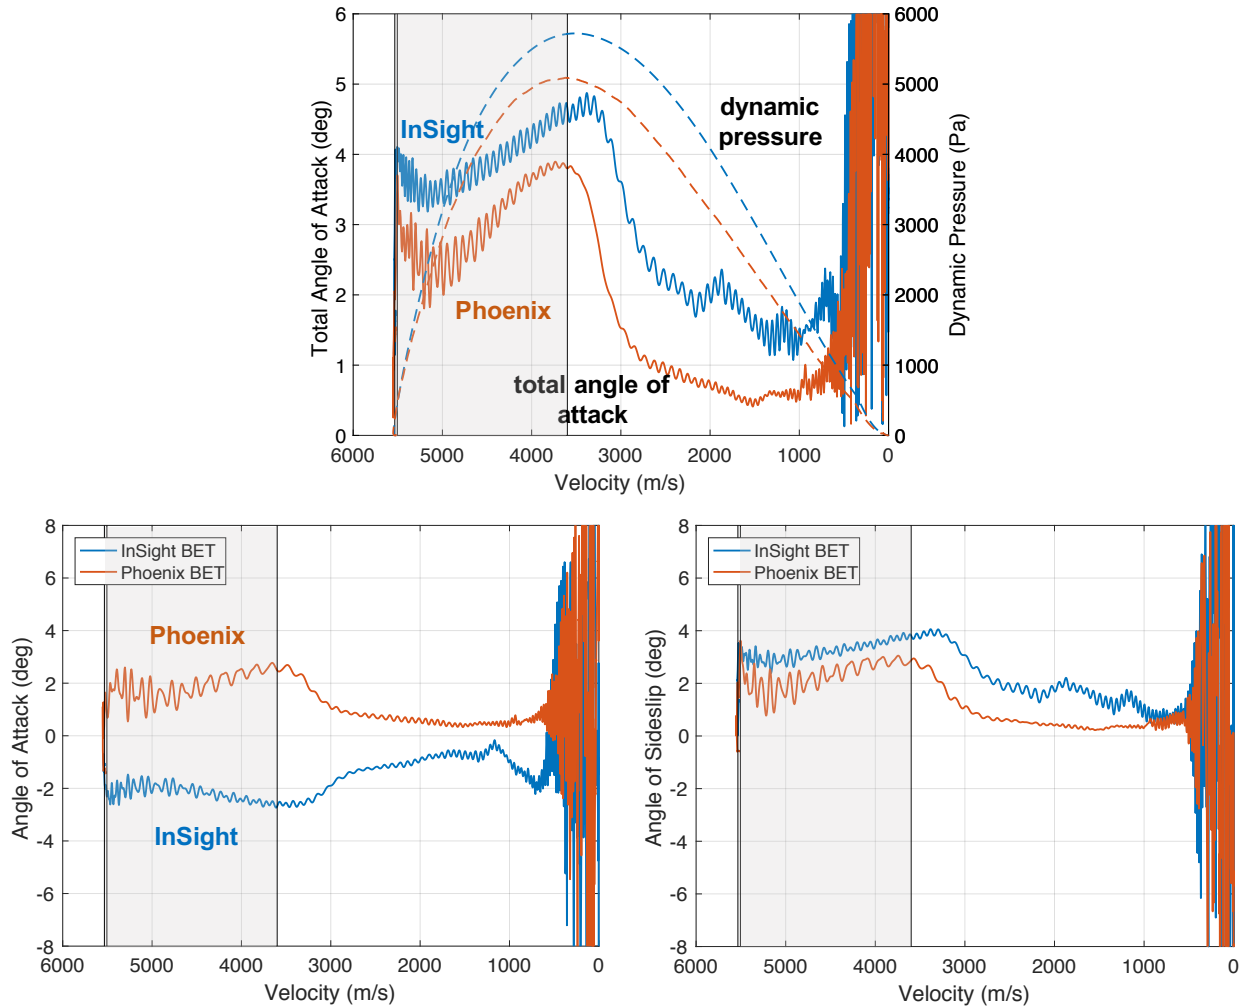 6
5
4
3
2
1
0
Total Angle of Attack (deg)
6000
5000
4000
3000
2000
1000
0
Dynamic Pressure (Pa)
InSight
dynamic
pressure
Phoenix
total angle of
attack
6000 5000 4000 3000 2000 1000 0
Velocity (m/s)
8
6
4
2
0
-2
-4
-6
-8
Angle of Attack (deg)
InSight BET
Phoenix BET
Phoenix
InSight
6000 5000 4000 3000 2000 1000 0
Velocity (m/s)
8
6
4
2
0
-2
-4
-6
-8
Angle of Sideslip (deg)
InSight BET
Phoenix BET
6000 5000 4000 3000 2000 1000 0
Velocity (m/s)